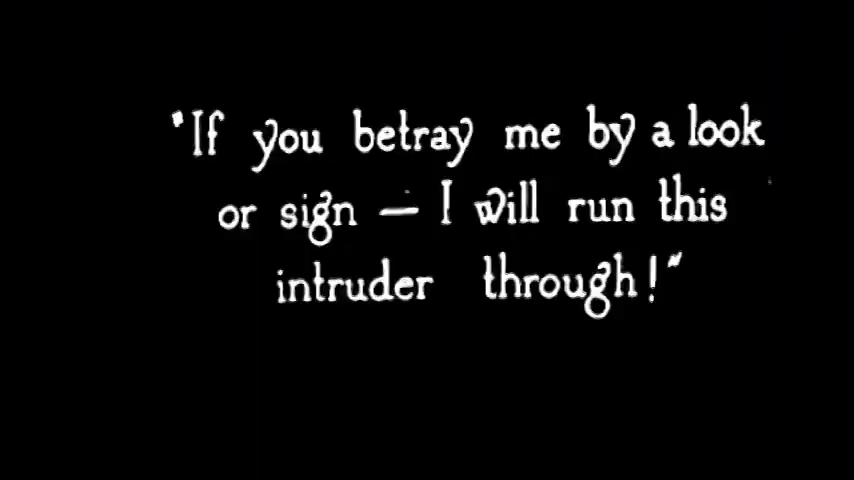 "If you betray me by a look
or sign — I will run this
intruder through!"